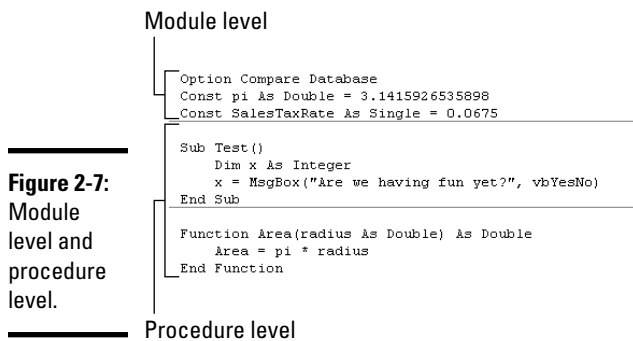 Module level
Option Compare Database
Const pi As Double = 3.1415926535898
Const SalesTaxRate As Single = 0.0675
Sub Test()
    Dim x As Integer
    x = MsgBox("Are we having fun yet?", vbYesNo)
End Sub
Function Area(radius As Double) As Double
    Area = pi * radius
End Function
Procedure level
Figure 2-7:
Module
level and
procedure
level.